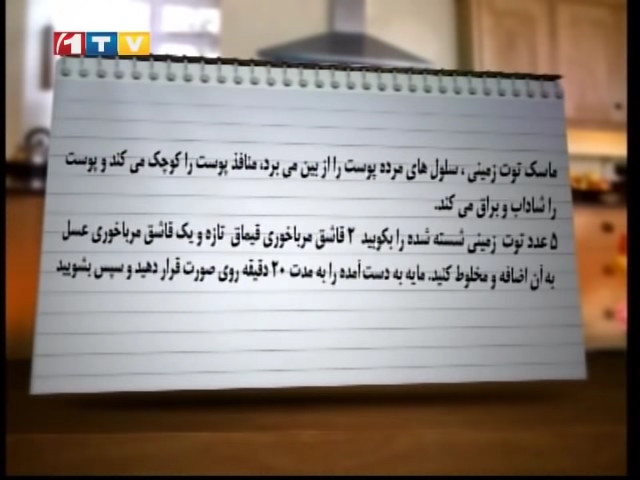 1TV
ماسک توت زمینی ، سلول های مرده پوست را از بین می برد، منافذ پوست را کوچک می کند و پوست
را شاداب و براق می کند.
۵ عدد توت زمینی شسته شده را بکوبید ۲ قاشق مرباخوری قیماق تازه و یک قاشق مرباخوری عسل
به آن اضافه و مخلوط کنید. مایه به دست آمده را به مدت ۲۰ دقیقه روی صورت قرار دهید و سپس بشویید